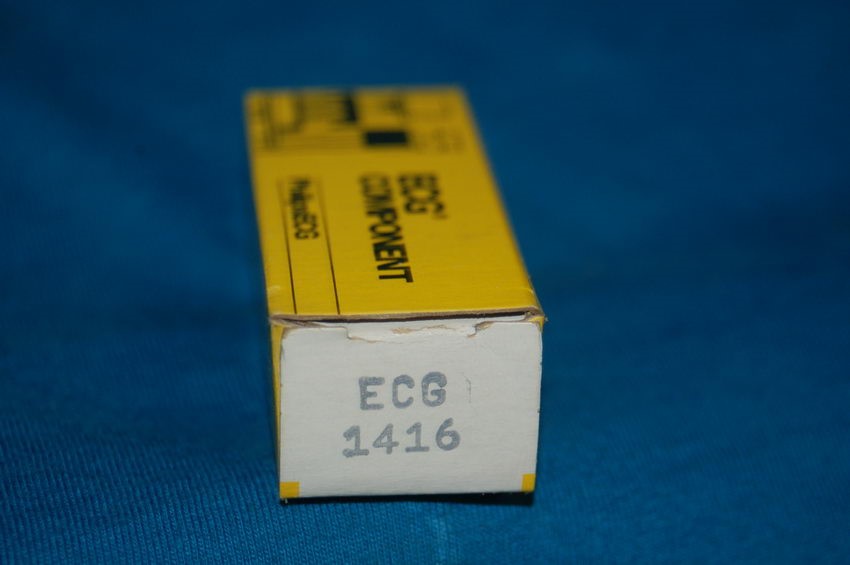 ECG
COMPONENT
PhilipsECG
ECG
1416